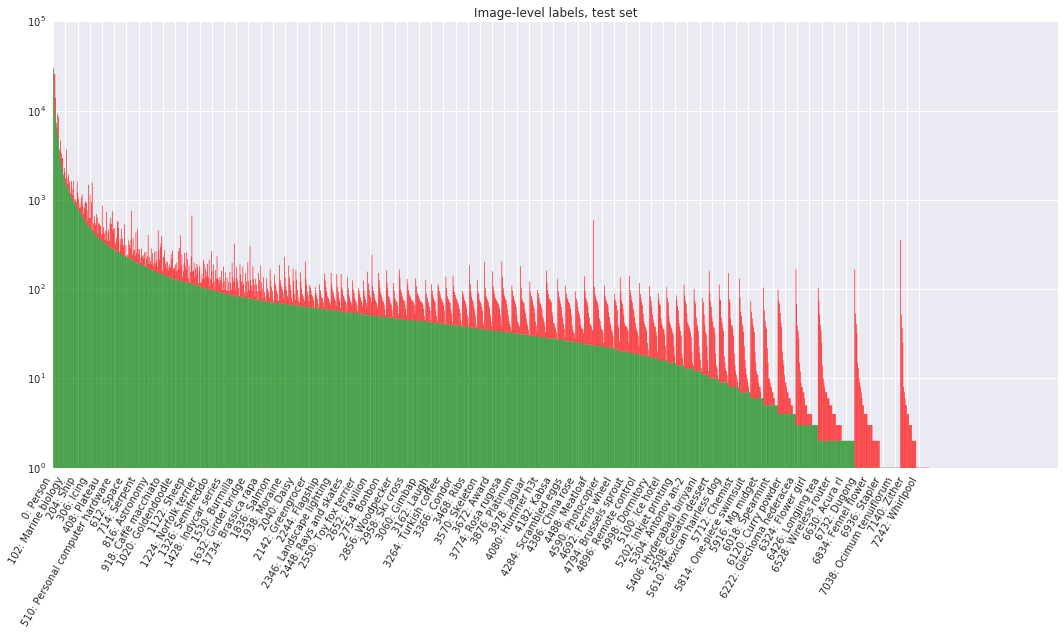 Image-level labels, test set
10^5
10^4
10^3
10^2
10^1
10^0
0: Person
102: Marine biology
204: Ship
306: Icing
408: Plateau
510: Personal computer hardware
612: Space
714: Serpent
816: Astronomy
918: Caffè macchiato
1020: Goldendoodle
1122: Sheep
1224: Norfolk terrier
1326: Semifreddo
1428: Indycar series
1530: Burmilla
1632: Girder bridge
1734: Brassica rapa
1836: Salmon
1938: Moraine
2040: Daisy
2142: Greengrocer
2244: Flagship
2346: Landscape lighting
2448: Rays and skates
2550: Toy fox terrier
2652: Pavilion
2754: Bonbon
2856: Woodpecker
2958: Ski cross
3060: Gimbap
3162: Laugh
3264: Turkish coffee
3366: Condor
3468: Ribs
3570: Skeleton
3672: Award
3774: Rosa rugosa
3876: Platinum
3978: Jaguar
4080: Hummer h3t
4182: Kabsa
4284: Scrambled eggs
4386: China rose
4488: Meatloaf
4590: Photocopier
4692: Ferris wheel
4794: Brussels sprout
4896: Remote control
4998: Dormitory
5100: Ice hotel
5202: Inkjet printing
5304: Antonov an-2
5406: Hyderabadi biriyani
5508: Gelatin dessert
5610: Mexican hairless dog
5712: Chemist
5814: One-piece swimsuit
5916: Mg midget
6018: Spearmint
6120: Curry powder
6222: Glechoma hederacea
6324: Flower girl
6426: Longjing tea
6528: Wireless router
6630: Acura rl
6732: Dugong
6834: Fennel flower
6936: Stapler
7038: Ocimum tenuiflorum
7140: Zither
7242: Whirlpool